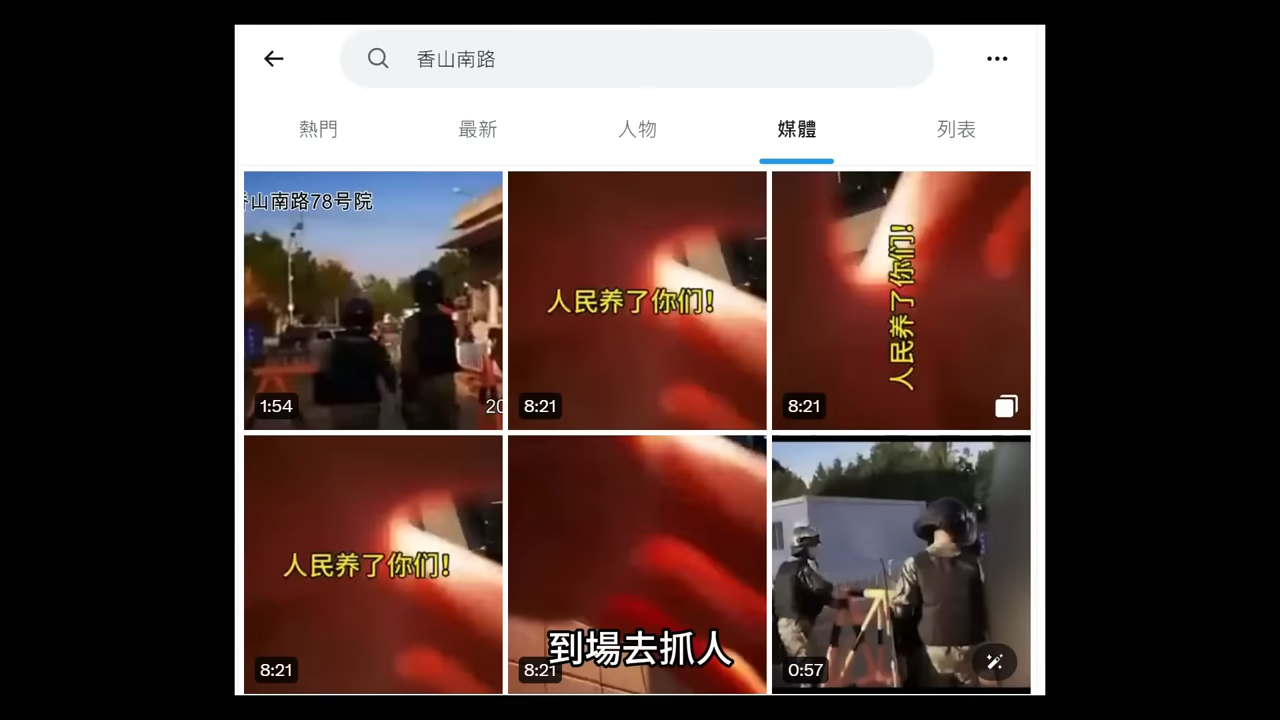 香山南路
熱門
最新
人物
媒體
列表
香山南路78号院
1:54
20
人民养了你们!
8:21
人民养了你们!
8:21
人民养了你们!
8:21
到場去抓人
8:21
0:57